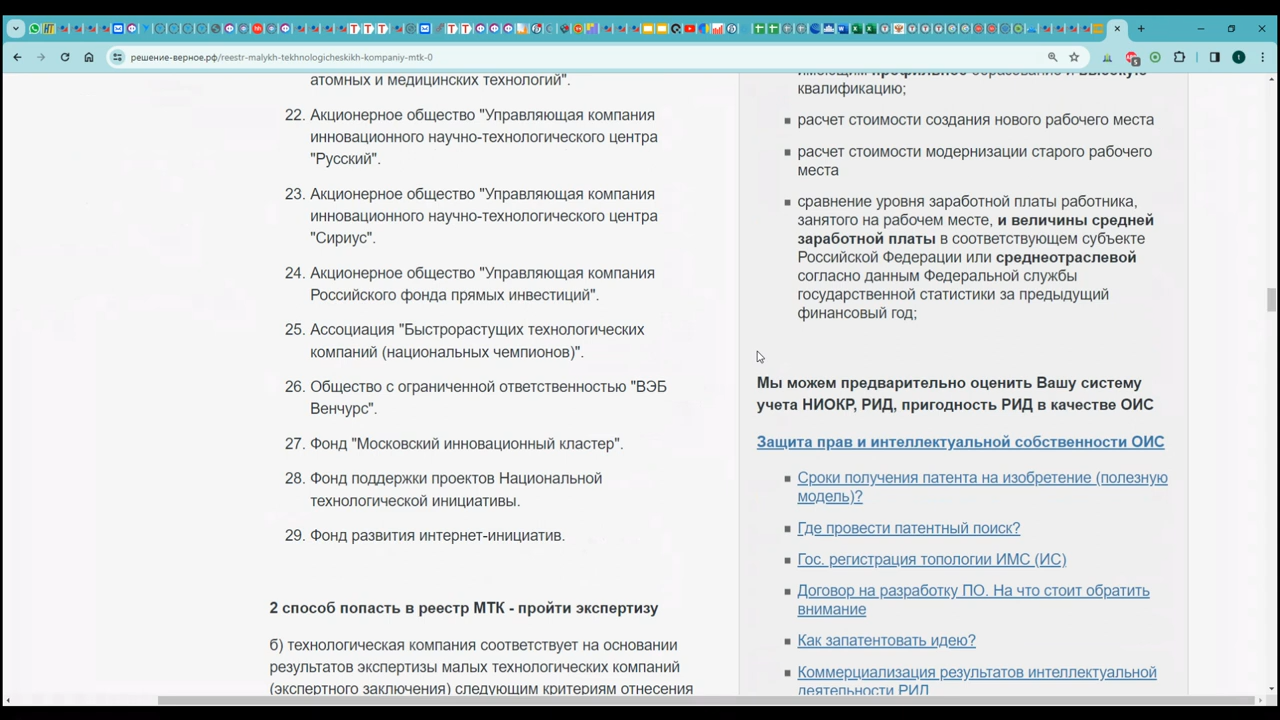 решение-верное.рф/reestr-malykh-tekhnologicheskikh-kompaniy-mtk-0
атомных и медицинских технологий".
22. Акционерное общество "Управляющая компания
инновационного научно-технологического центра
"Русский".
23. Акционерное общество "Управляющая компания
инновационного научно-технологического центра
"Сириус".
24. Акционерное общество "Управляющая компания
Российского фонда прямых инвестиций".
25. Ассоциация "Быстрорастущих технологических
компаний (национальных чемпионов)".
26. Общество с ограниченной ответственностью "ВЭБ
Венчурс".
27. Фонд "Московский инновационный кластер".
28. Фонд поддержки проектов Национальной
технологической инициативы.
29. Фонд развития интернет-инициатив.
2 способ попасть в реестр МТК - пройти экспертизу
б) технологическая компания соответствует на основании
результатов экспертизы малых технологических компаний
(экспертного заключения) следующим критериям отнесения
имеющим профильное образование и высокую
квалификацию;
расчет стоимости создания нового рабочего места
расчет стоимости модернизации старого рабочего
места
сравнение уровня заработной платы работника,
занятого на рабочем месте, и величины средней
заработной платы в соответствующем субъекте
Российской Федерации или среднеотраслевой
согласно данным Федеральной службы
государственной статистики за предыдущий
финансовый год;
Мы можем предварительно оценить Вашу систему
учета НИОКР, РИД, пригодность РИД в качестве ОИС
Защита прав и интеллектуальной собственности ОИС
Сроки получения патента на изобретение (полезную
модель)?
Где провести патентный поиск?
Гос. регистрация топологии ИМС (ИС)
Договор на разработку ПО. На что стоит обратить
внимание
Как запатентовать идею?
Коммерциализация результатов интеллектуальной
деятельности РИД